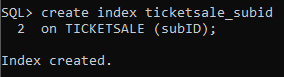 SQL> create index ticketsale_subid
  2  on TICKETSALE (subID);
Index created.